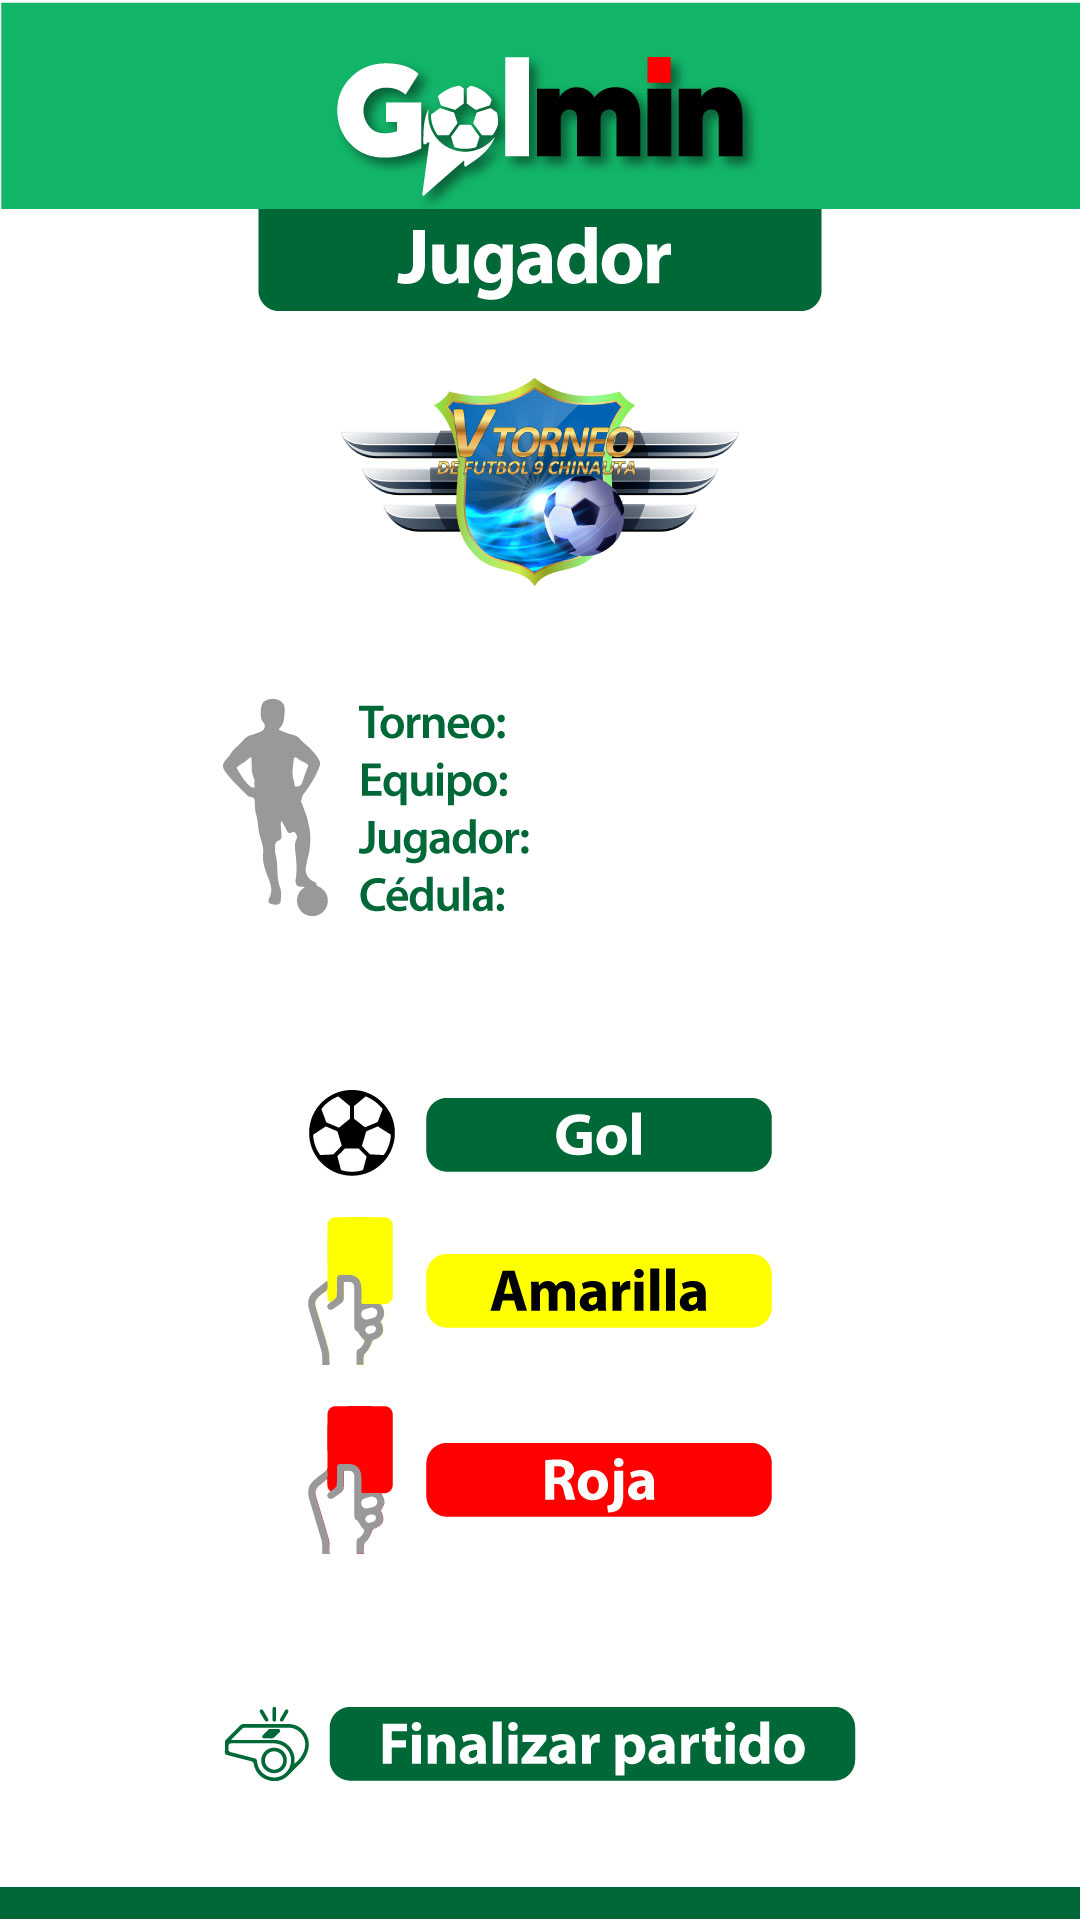 Golmin
Jugador
V TORNEO
DE FUTBOL 9 CHINAUTA
Torneo:
Equipo:
Jugador:
Cédula:
Gol
Amarilla
Roja
Finalizar partido